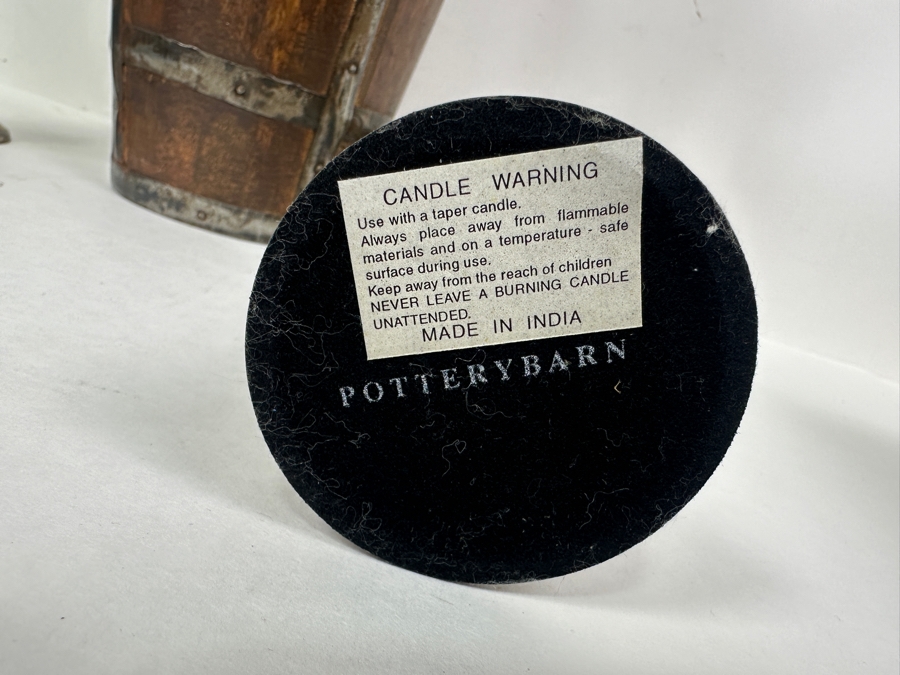 CANDLE WARNING
Use with a taper candle.
Always place away from flammable
materials and on a temperature - safe
surface during use.
Keep away from the reach of children
NEVER LEAVE A BURNING CANDLE
UNATTENDED.
MADE IN INDIA
POTTERYBARN